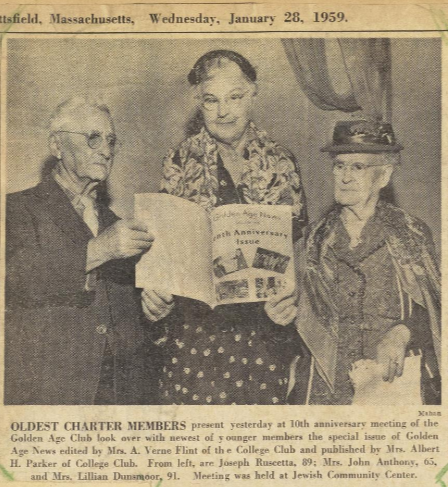 ttsfield, Massachusetts, Wednesday, January 28, 1959.
Golden Age News
enth Anniversary
Issue
OLDEST CHARTER MEMBERS present yesterday at 10th anniversary meeting of the
Golden Age Club look over with newest of younger members the special issue of Golden
Age News edited by Mrs. A. Verne Flint of the College Club and published by Mrs. Albert
H. Parker of College Club. From left, are Joseph Ruscetta, 89; Mrs. John Anthony, 65,
and Mrs. Lillian Dunsmoor, 91. Meeting was held at Jewish Community Center.